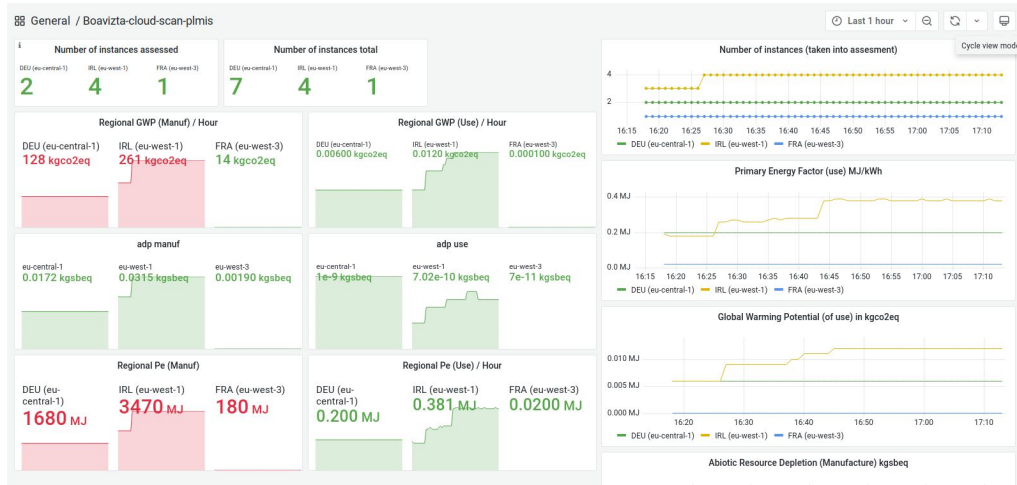 General / Boavizta-cloud-scan-plmis
Last 1 hour
Cycle view mode
i
Number of instances assessed
DEU (eu-central-1) IRL (eu-west-1) FRA (eu-west-3)
2 4 1
Number of instances total
DEU (eu-central-1) IRL (eu-west-1) FRA (eu-west-3)
7 4 1
Regional GWP (Manuf) / Hour
DEU (eu-central-1) IRL (eu-west-1) FRA (eu-west-3)
128 kgco2eq 261 kgco2eq 14 kgco2eq
Regional GWP (Use) / Hour
DEU (eu-central-1) IRL (eu-west-1) FRA (eu-west-3)
0.00600 kgco2eq 0.0120 kgco2eq 0.000100 kgco2eq
adp manuf
eu-central-1 eu-west-1 eu-west-3
0.0172 kgsbeq 0.0315 kgsbeq 0.00190 kgsbeq
adp use
eu-central-1 eu-west-1 eu-west-3
1e-9 kgsbeq 7.02e-10 kgsbeq 7e-11 kgsbeq
Regional Pe (Manuf)
DEU (eu-
central-1) IRL (eu-west-1) FRA (eu-west-3)
1680 MJ 3470 MJ 180 MJ
Regional Pe (Use) / Hour
DEU (eu-
central-1) IRL (eu-west-1) FRA (eu-west-3)
0.200 MJ 0.381 MJ 0.0200 MJ
Number of instances (taken into assesment)
4
2
16:15 16:20 16:25 16:30 16:35 16:40 16:45 16:50 16:55 17:00 17:05 17:10
DEU (eu-central-1) IRL (eu-west-1) FRA (eu-west-3)
Primary Energy Factor (use) MJ/kWh
0.4 MJ
0.2 MJ
0.0 MJ
16:15 16:20 16:25 16:30 16:35 16:40 16:45 16:50 16:55 17:00 17:05 17:10
DEU (eu-central-1) IRL (eu-west-1) FRA (eu-west-3)
Global Warming Potential (of use) in kgco2eq
0.010 MJ
0.005 MJ
0.000 MJ
16:20 16:30 16:40 16:50 17:00 17:10
DEU (eu-central-1) IRL (eu-west-1) FRA (eu-west-3)
Abiotic Resource Depletion (Manufacture) kgsbeq